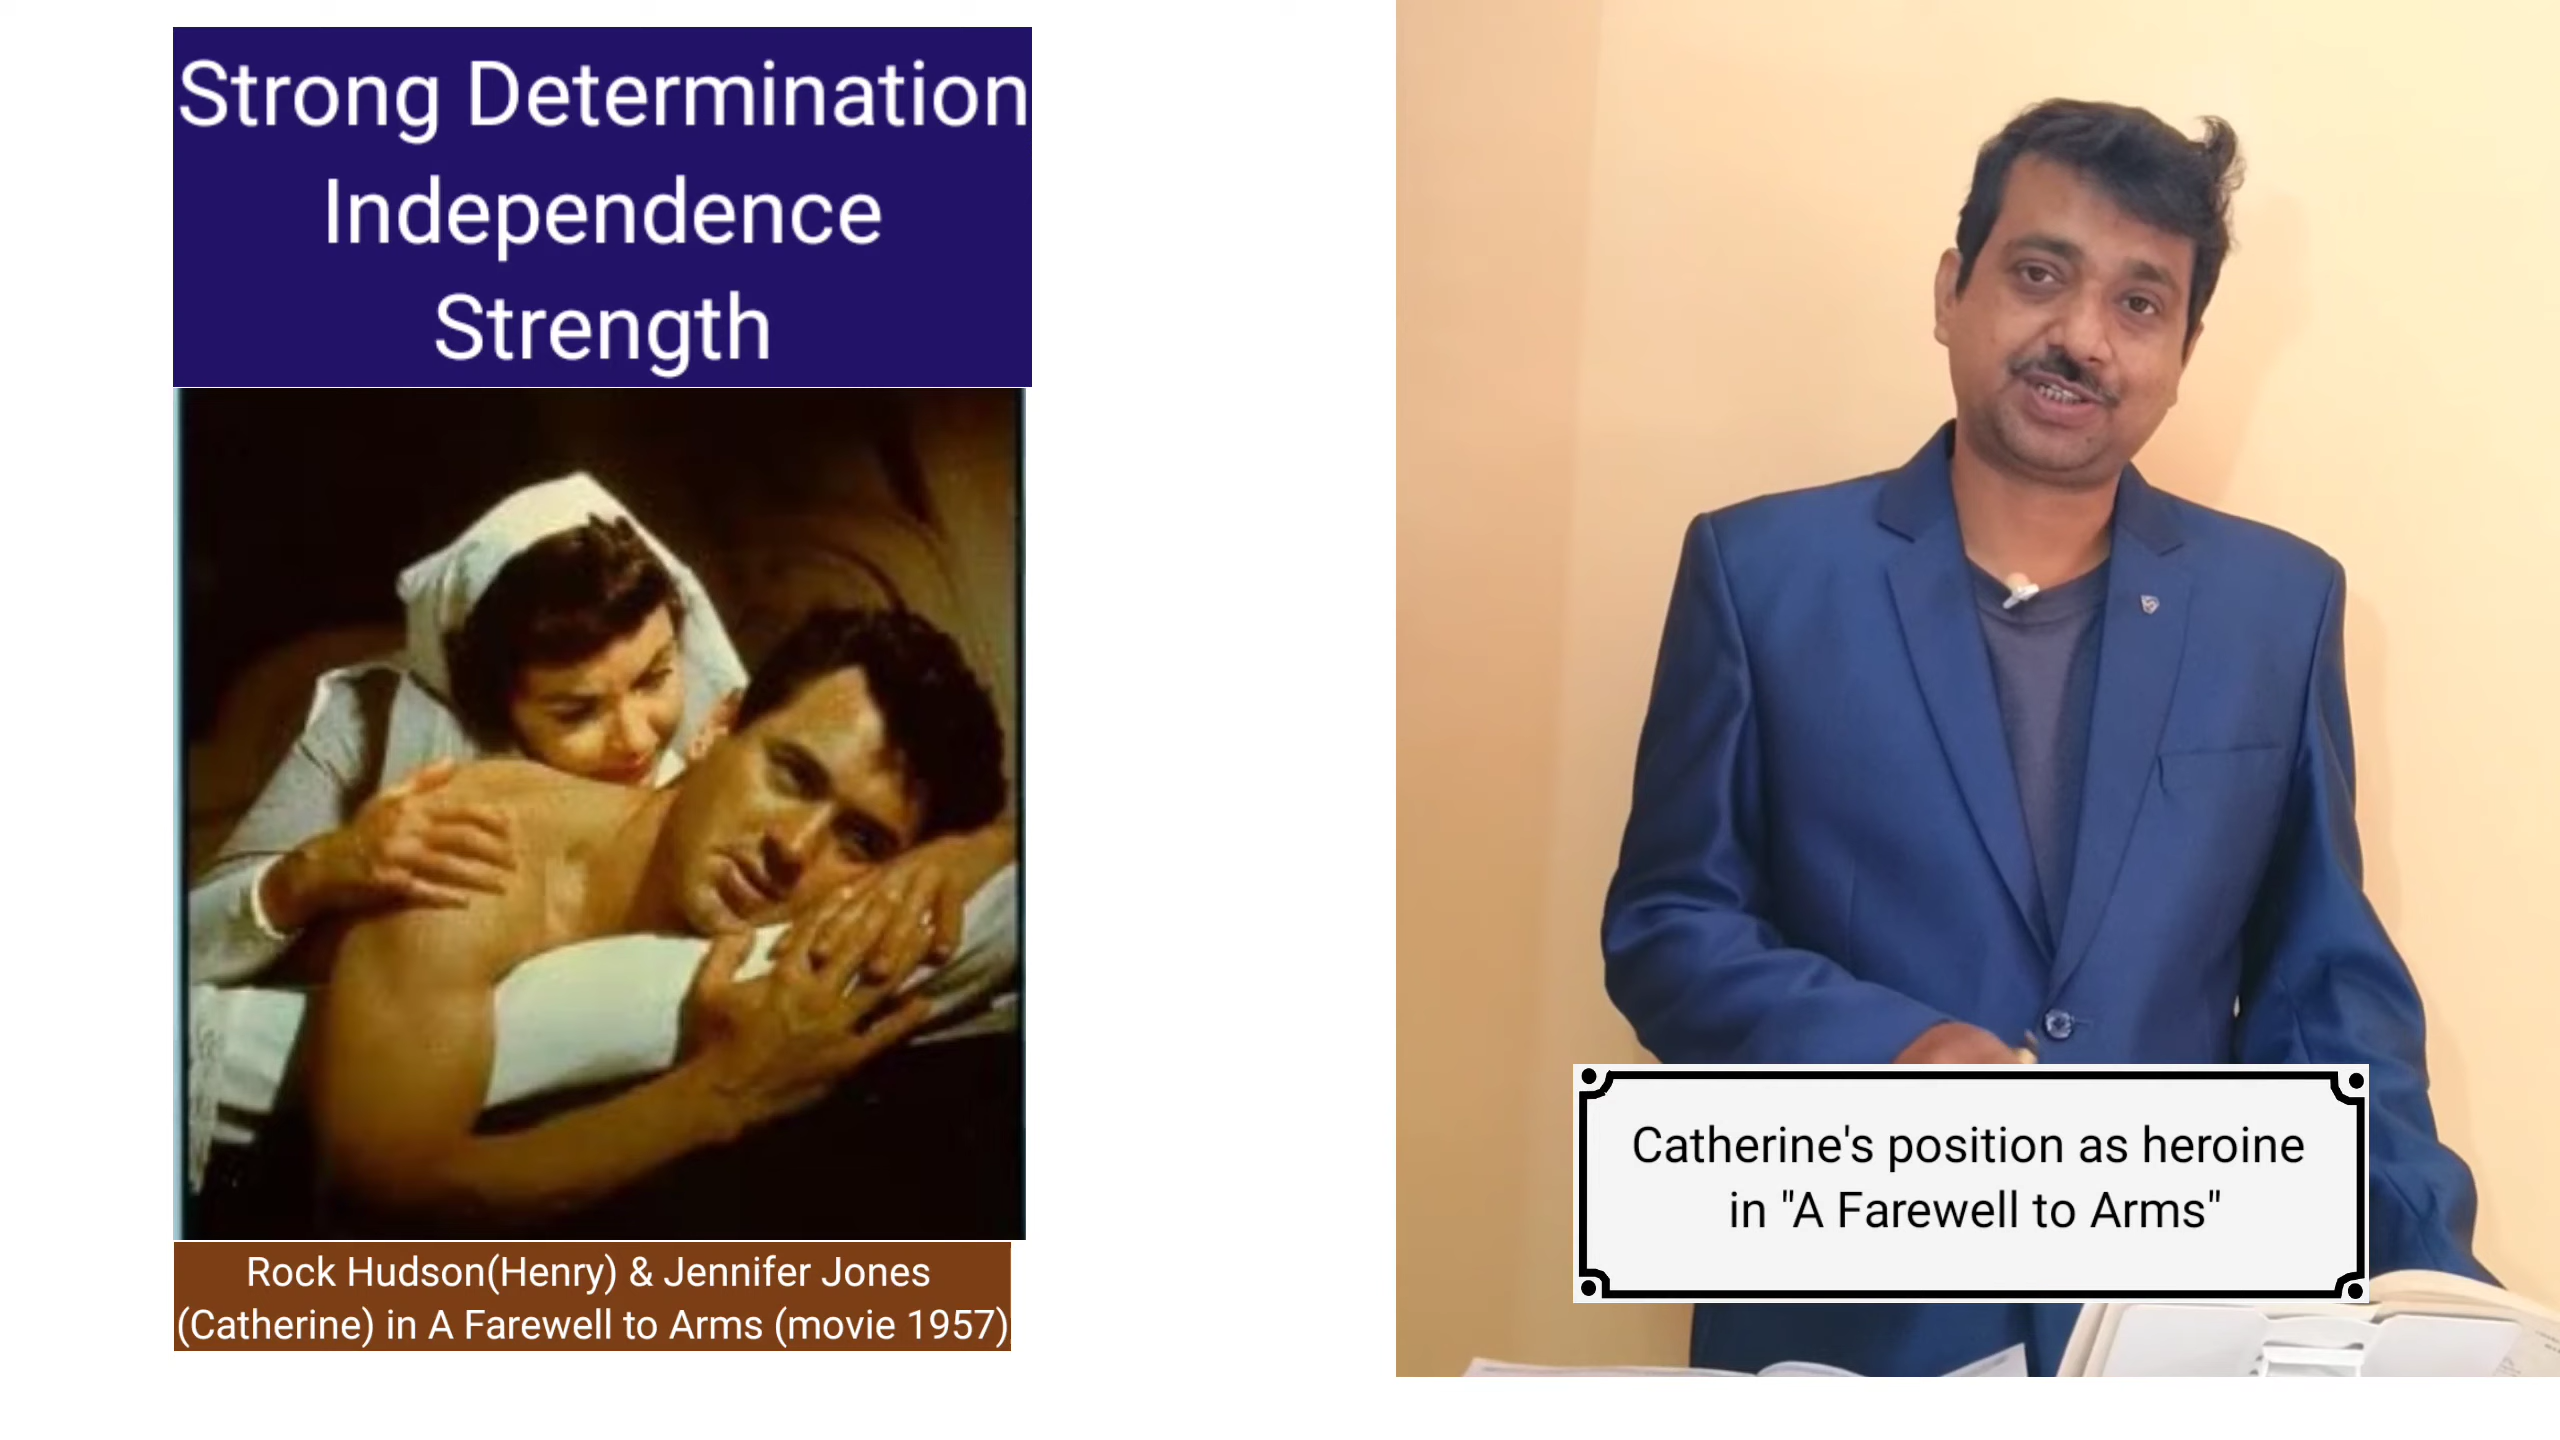 Strong Determination
Independence
Strength
Rock Hudson(Henry) & Jennifer Jones
(Catherine) in A Farewell to Arms (movie 1957)
Catherine's position as heroine
in "A Farewell to Arms"